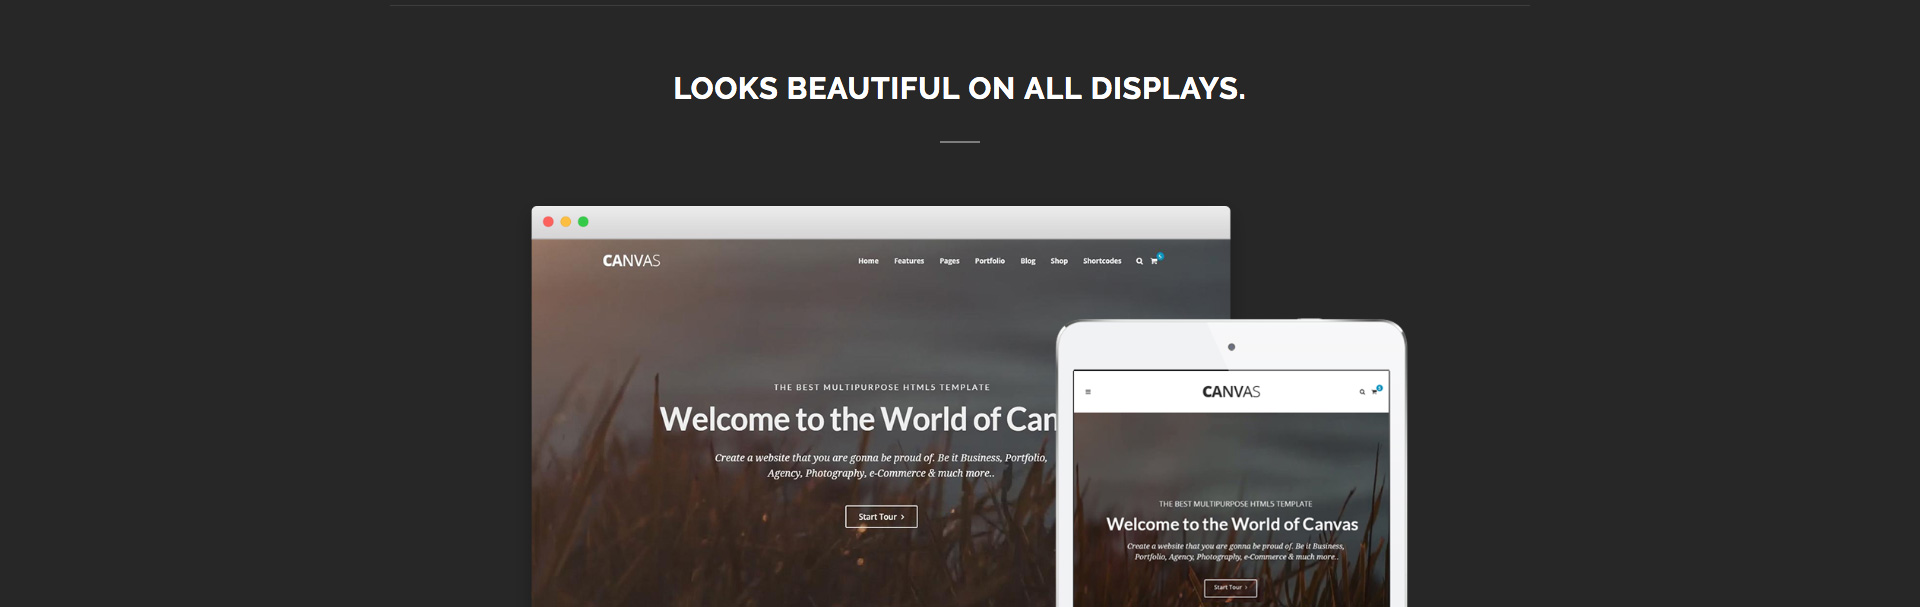 LOOKS BEAUTIFUL ON ALL DISPLAYS.
CANVAS
Home Features Pages Portfolio Blog Shop Shortcodes
THE BEST MULTIPURPOSE HTML5 TEMPLATE
Welcome to the World of Can
Create a website that you are gonna be proud of. Be it Business, Portfolio,
Agency, Photography, e-Commerce & much more..
Start Tour
CANVAS
THE BEST MULTIPURPOSE HTML5 TEMPLATE
Welcome to the World of Canvas
Create a website that you are gonna be proud of. Be it Business,
Portfolio, Agency, Photography, e-Commerce & much more..
Start Tour